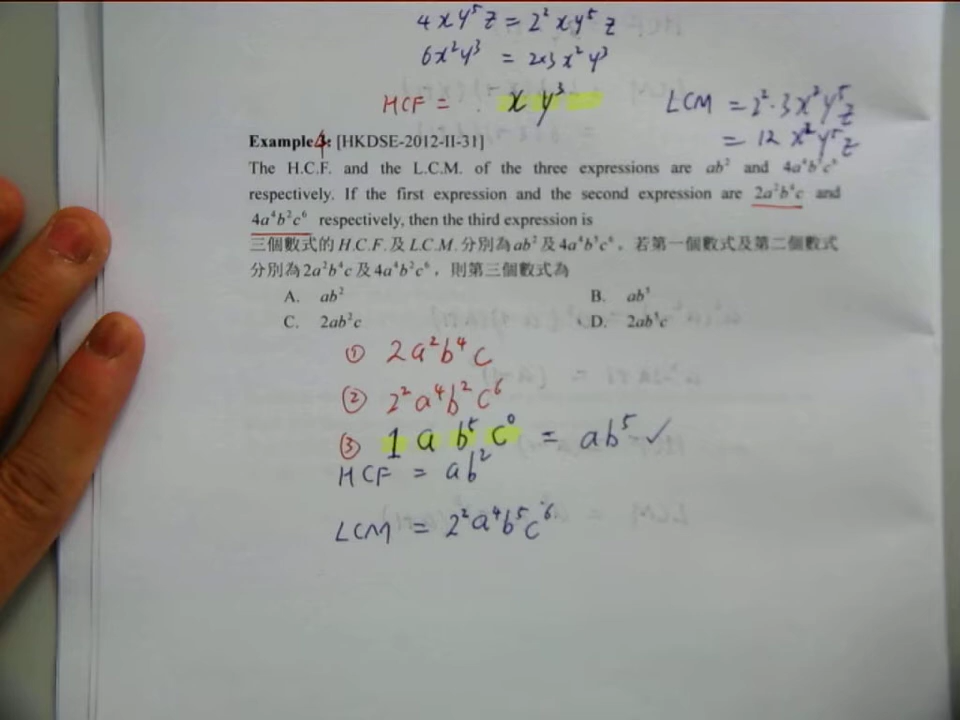 4xy⁵z = 2²xy⁵z
6x²y³ = 2×3x²y³
HCF = xy³ LCM = 2²·3x²y⁵z
= 12x²y⁵z
Example 4: [HKDSE-2012-II-31]
The H.C.F. and the L.C.M. of the three expressions are ab² and 4a⁴b⁵c⁶
respectively. If the first expression and the second expression are 2a²b⁴c and
4a⁴b²c⁶ respectively, then the third expression is
三個數式的 H.C.F. 及 L.C.M. 分別為 ab² 及 4a⁴b⁵c⁶。若第一個數式及第二個數式
分別為 2a²b⁴c 及 4a⁴b²c⁶,則第三個數式為
A. ab² B. ab⁵
C. 2ab²c D. 2ab⁵c
① 2a²b⁴c
② 2²a⁴b²c⁶
③ 1ab⁵c⁰ = ab⁵ ✓
HCF = ab²
LCM = 2²a⁴b⁵c⁶